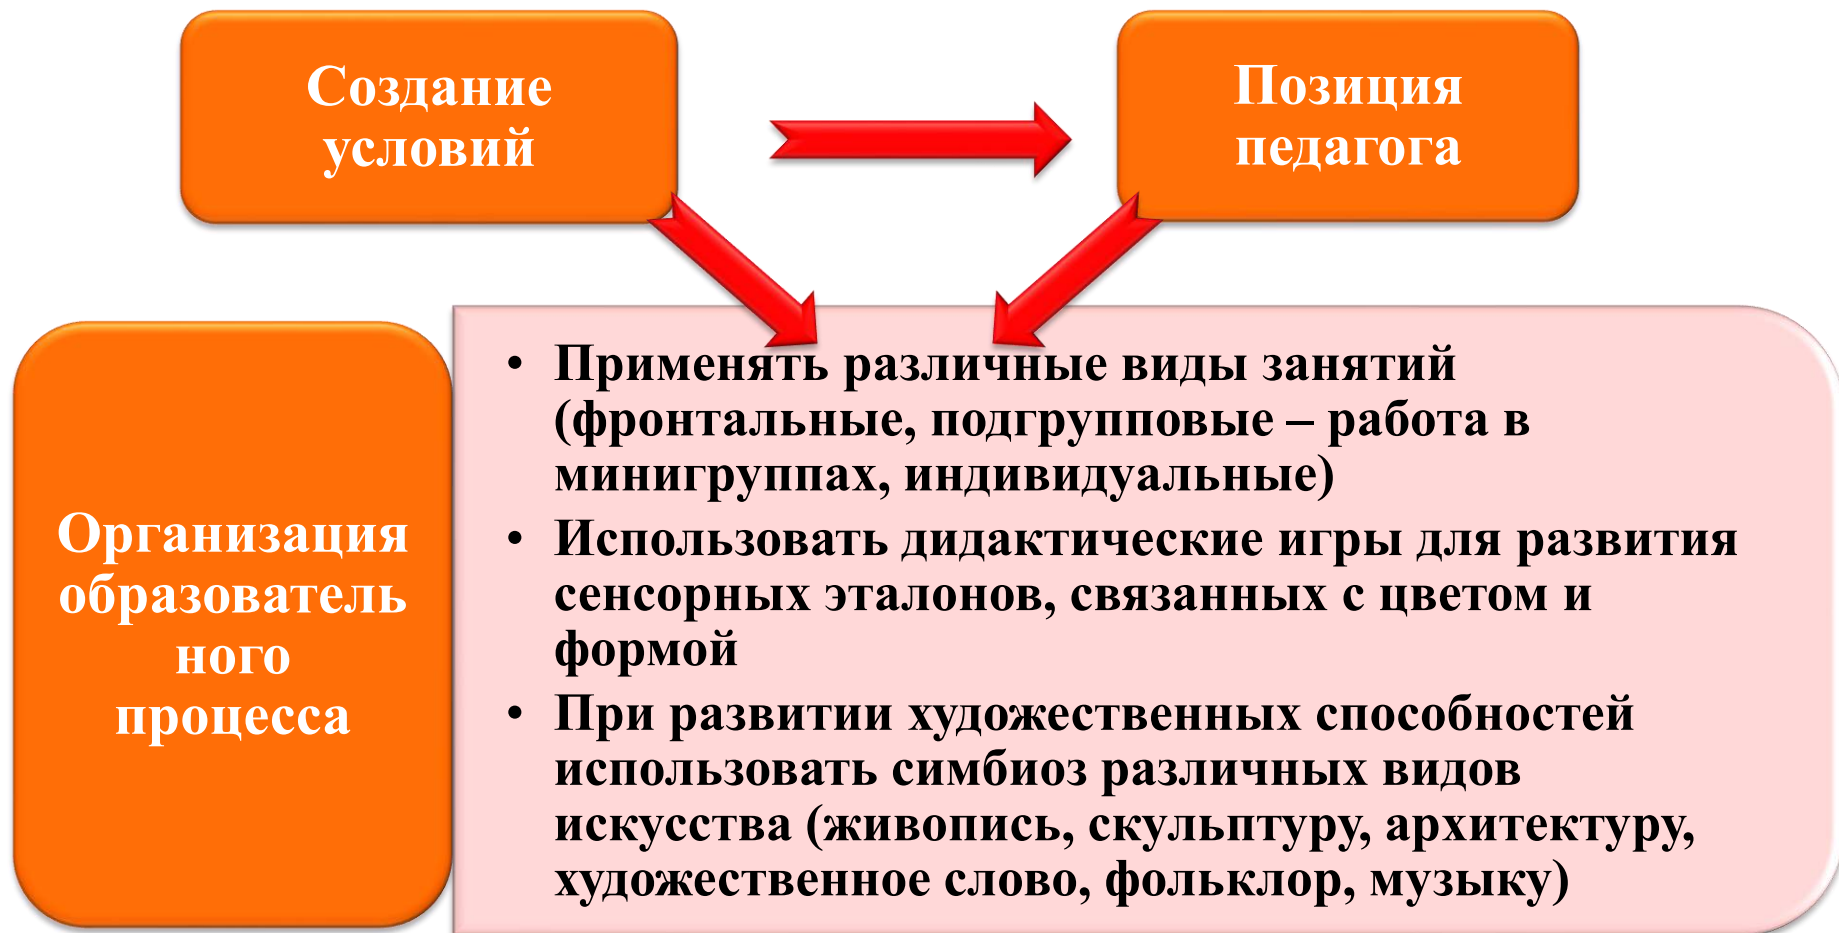 Создание
условий
Позиция
педагога
Организация
образователь
ного
процесса
• Применять различные виды занятий
(фронтальные, подгрупповые – работа в
минигруппах, индивидуальные)
• Использовать дидактические игры для развития
сенсорных эталонов, связанных с цветом и
формой
• При развитии художественных способностей
использовать симбиоз различных видов
искусства (живопись, скульптуру, архитектуру,
художественное слово, фольклор, музыку)